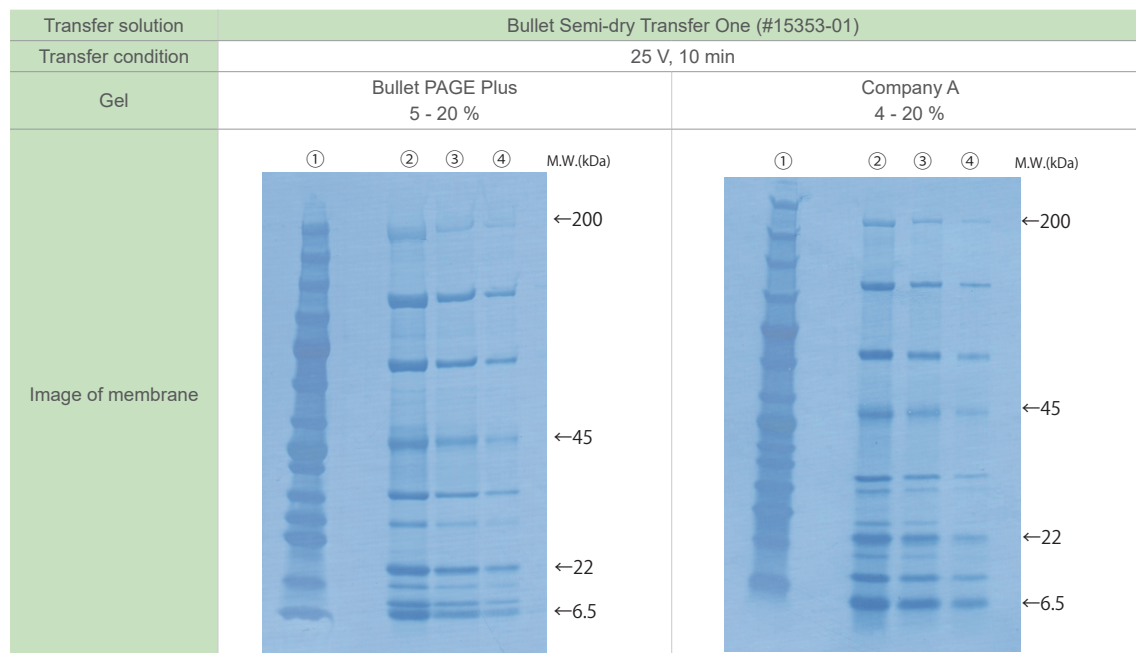 Transfer solution
Bullet Semi-dry Transfer One (#15353-01)
Transfer condition
25 V, 10 min
Gel
Bullet PAGE Plus
5 - 20 %
Company A
4 - 20 %
Image of membrane
① ② ③ ④ M.W.(kDa)
←200
←45
←22
←6.5
① ② ③ ④ M.W.(kDa)
←200
←45
←22
←6.5